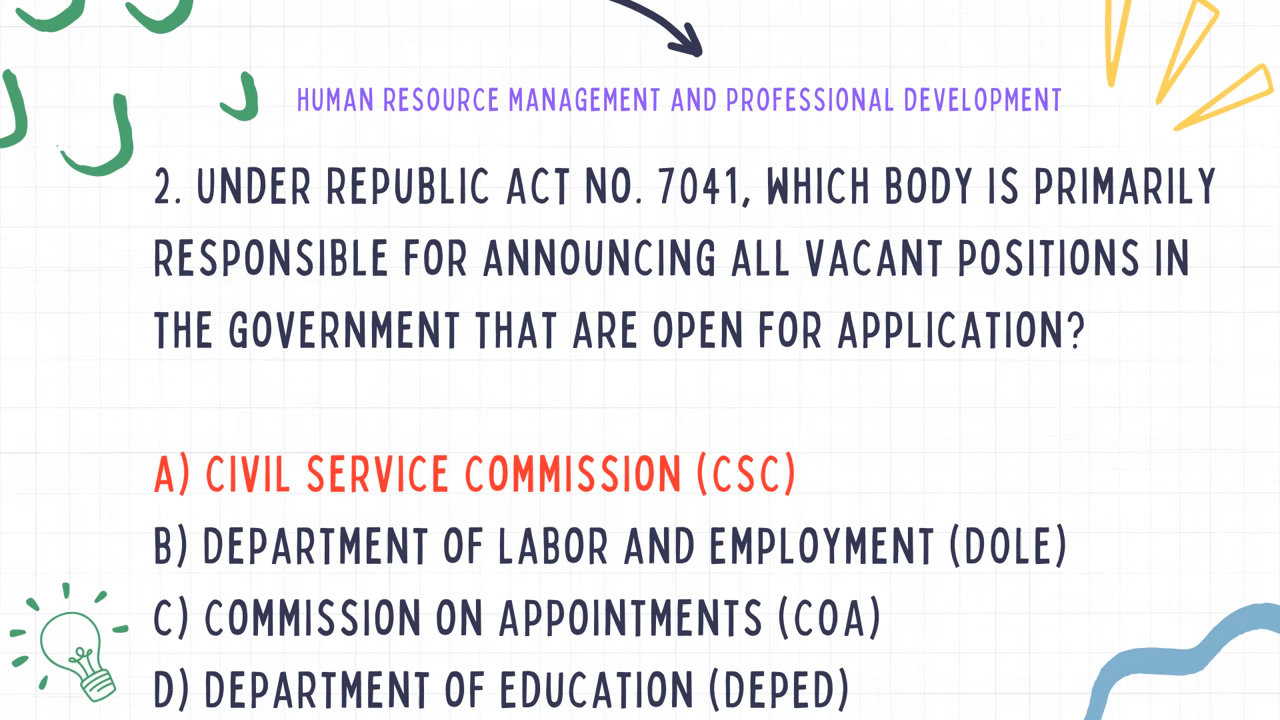 HUMAN RESOURCE MANAGEMENT AND PROFESSIONAL DEVELOPMENT
2. UNDER REPUBLIC ACT NO. 7041, WHICH BODY IS PRIMARILY
RESPONSIBLE FOR ANNOUNCING ALL VACANT POSITIONS IN
THE GOVERNMENT THAT ARE OPEN FOR APPLICATION?
A) CIVIL SERVICE COMMISSION (CSC)
B) DEPARTMENT OF LABOR AND EMPLOYMENT (DOLE)
C) COMMISSION ON APPOINTMENTS (COA)
D) DEPARTMENT OF EDUCATION (DEPED)